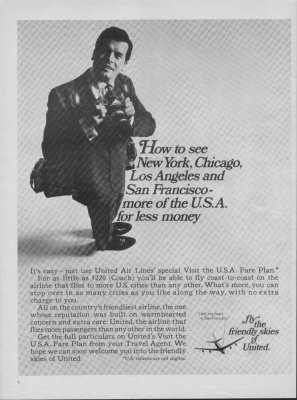 How to see
New York, Chicago,
Los Angeles and
San Francisco-
more of the U.S.A.
for less money
It's easy – just use United Air Lines' special Visit the U.S.A. Fare Plan.*
For as little as $220 (Coach) you'll be able to fly coast-to-coast on the
airline that flies to more U.S. cities than any other. What's more, you can
stop over in as many cities as you like along the way, with no extra
charge to you.
All on the country's friendliest airline, the one
whose reputation was built on warmhearted
concern and extra care: United, the airline that
flies more passengers than any other in the world.
Get the full particulars on United's Visit the
U.S.A. Fare Plan from your Travel Agent. We
hope we can soon welcome you into the friendly
skies of United.
*U.S. citizens are not eligible.
fly
the
friendly skies
of
United.